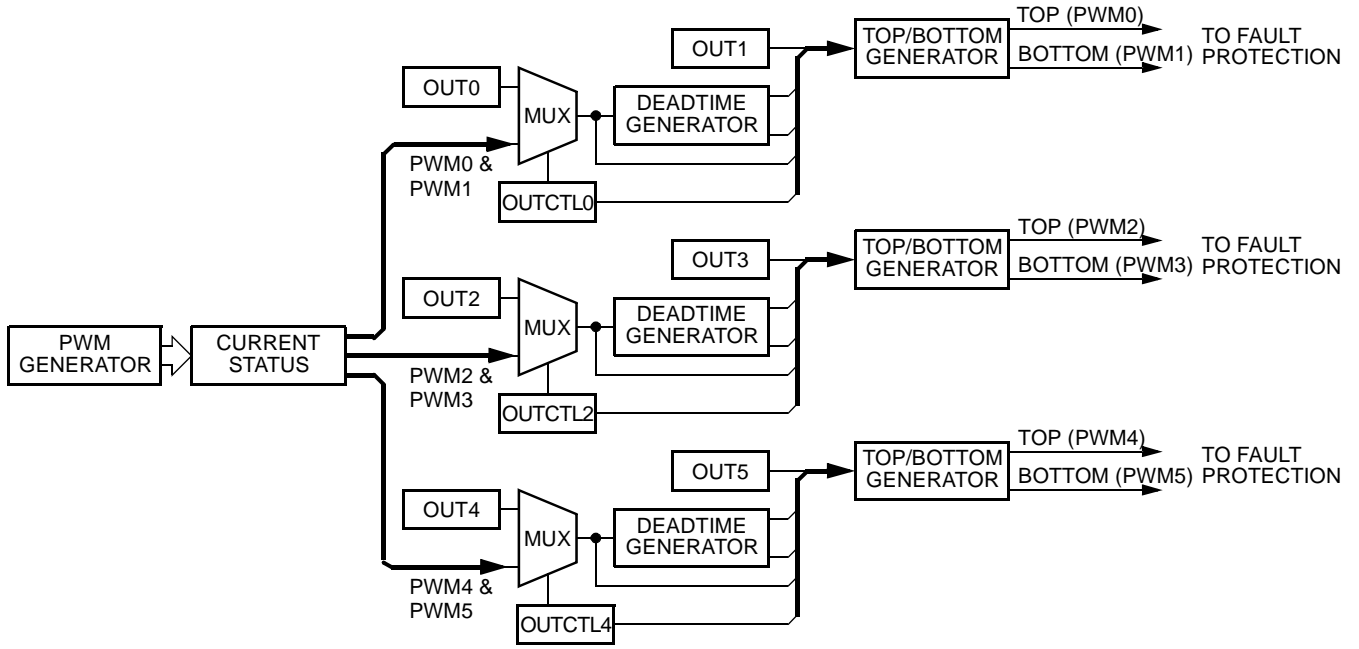 PWM
GENERATOR
CURRENT
STATUS
OUT0
MUX
PWM0 &
PWM1
OUTCTL0
DEADTIME
GENERATOR
OUT1
TOP/BOTTOM
GENERATOR
TOP (PWM0)
BOTTOM (PWM1)
TO FAULT
PROTECTION
OUT2
MUX
PWM2 &
PWM3
OUTCTL2
DEADTIME
GENERATOR
OUT3
TOP/BOTTOM
GENERATOR
TOP (PWM2)
BOTTOM (PWM3)
TO FAULT
PROTECTION
OUT4
MUX
PWM4 &
PWM5
OUTCTL4
DEADTIME
GENERATOR
OUT5
TOP/BOTTOM
GENERATOR
TOP (PWM4)
BOTTOM (PWM5)
TO FAULT
PROTECTION